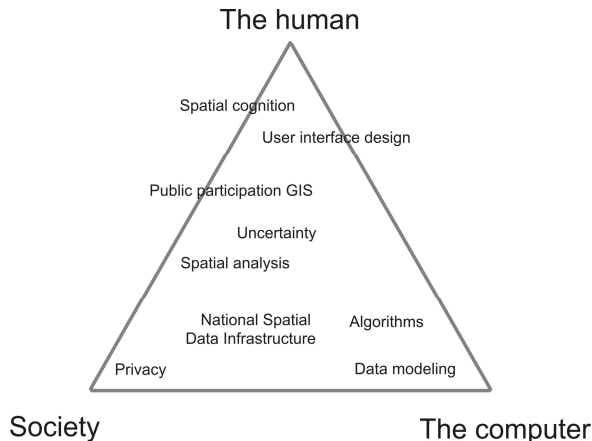 The human
Spatial cognition
User interface design
Public participation GIS
Uncertainty
Spatial analysis
National Spatial
Data Infrastructure
Algorithms
Privacy
Data modeling
Society
The computer